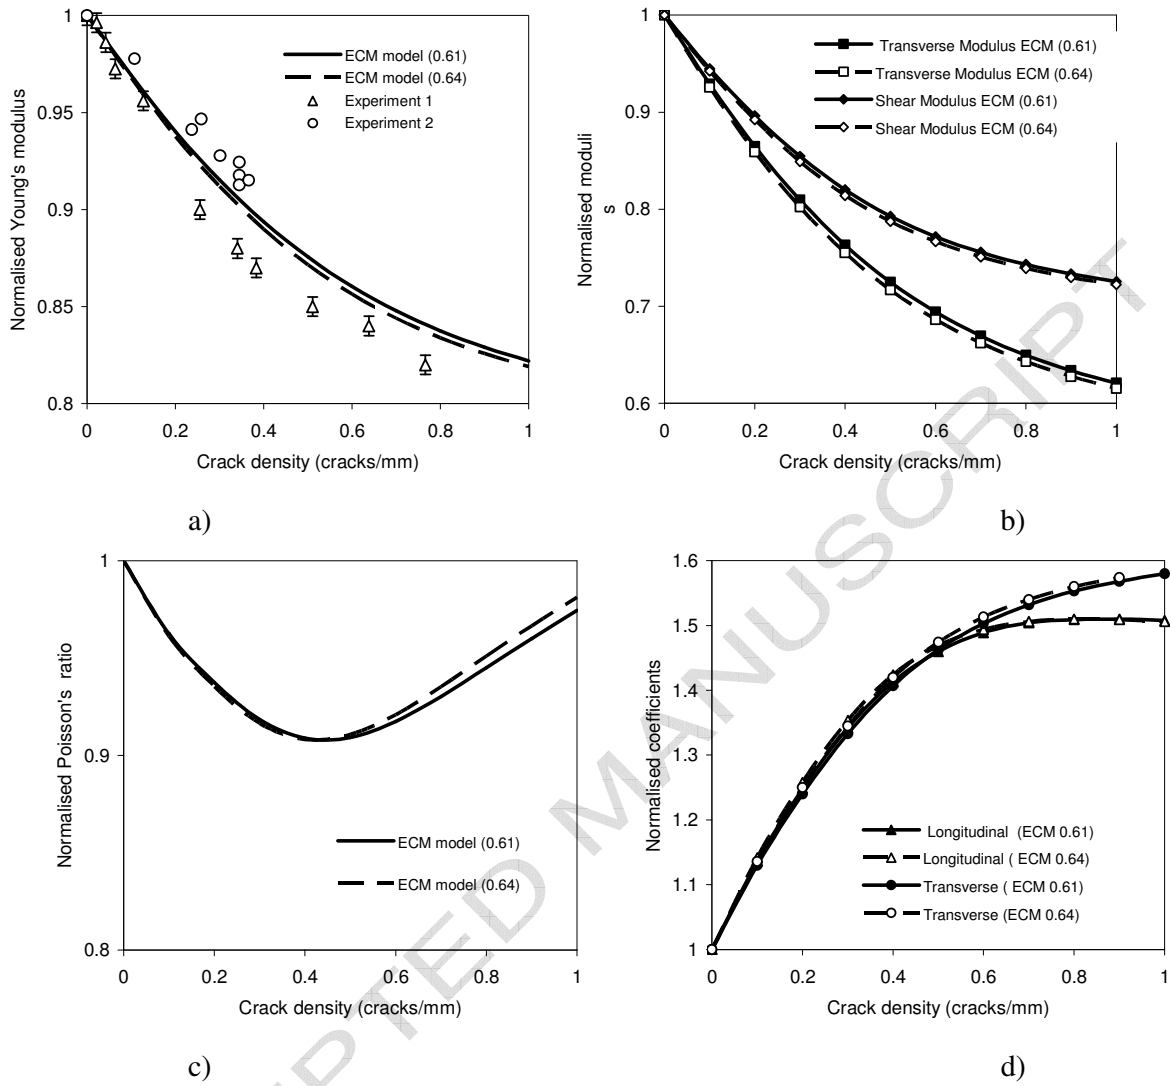 1
0.95
0.9
0.85
0.8
0
0.2
0.4
0.6
0.8
1
Normalised Young's modulus
Crack density (cracks/mm)
ECM model (0.61)
ECM model (0.64)
Experiment 1
Experiment 2
a)
1
0.9
0.8
0.7
0.6
0
0.2
0.4
0.6
0.8
1
Normalised moduli
s
Crack density (cracks/mm)
Transverse Modulus ECM (0.61)
Transverse Modulus ECM (0.64)
Shear Modulus ECM (0.61)
Shear Modulus ECM (0.64)
b)
1
0.9
0.8
0
0.2
0.4
0.6
0.8
1
Normalised Poisson's ratio
Crack density (cracks/mm)
ECM model (0.61)
ECM model (0.64)
c)
1.6
1.5
1.4
1.3
1.2
1.1
1
0
0.2
0.4
0.6
0.8
1
Normalised coefficients
Crack density (cracks/mm)
Longitudinal (ECM 0.61)
Longitudinal ( ECM 0.64)
Transverse ( ECM 0.61)
Transverse (ECM 0.64)
d)
PTED MANUSCRIPT